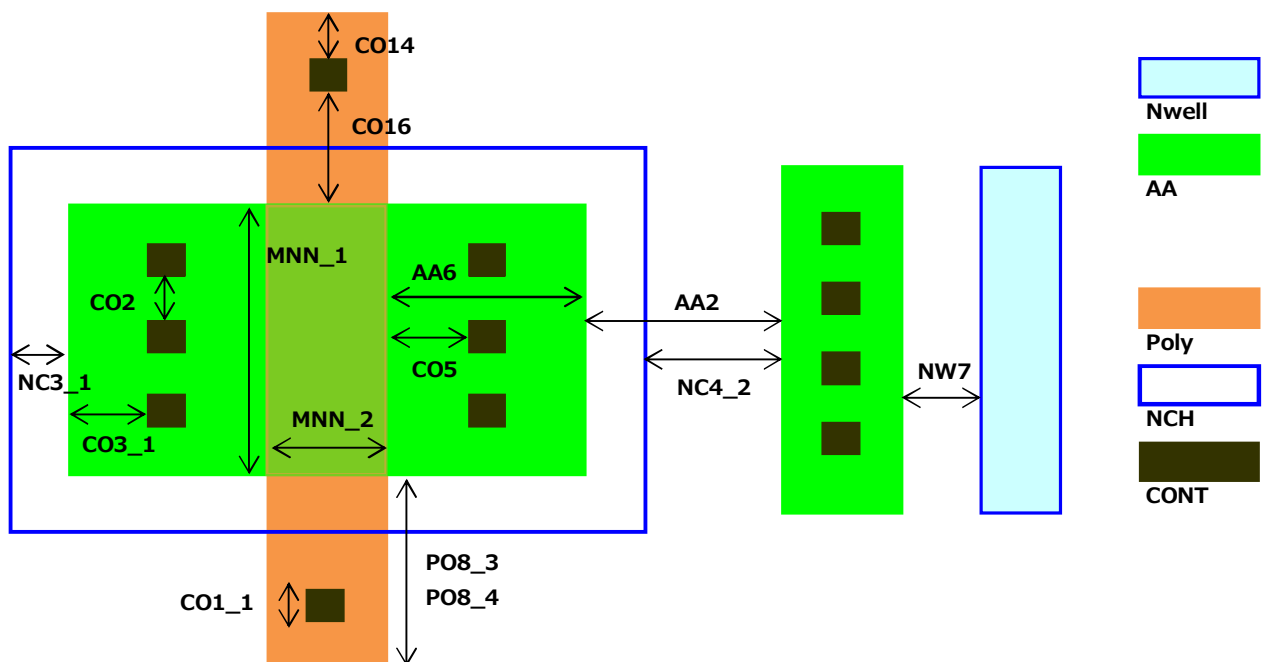 CO14
CO16
Nwell
AA
MNN_1
AA6
CO2
AA2
Poly
CO5
NC3_1
NC4_2
NW7
MNN_2
CO3_1
NCH
CONT
PO8_3
CO1_1
PO8_4